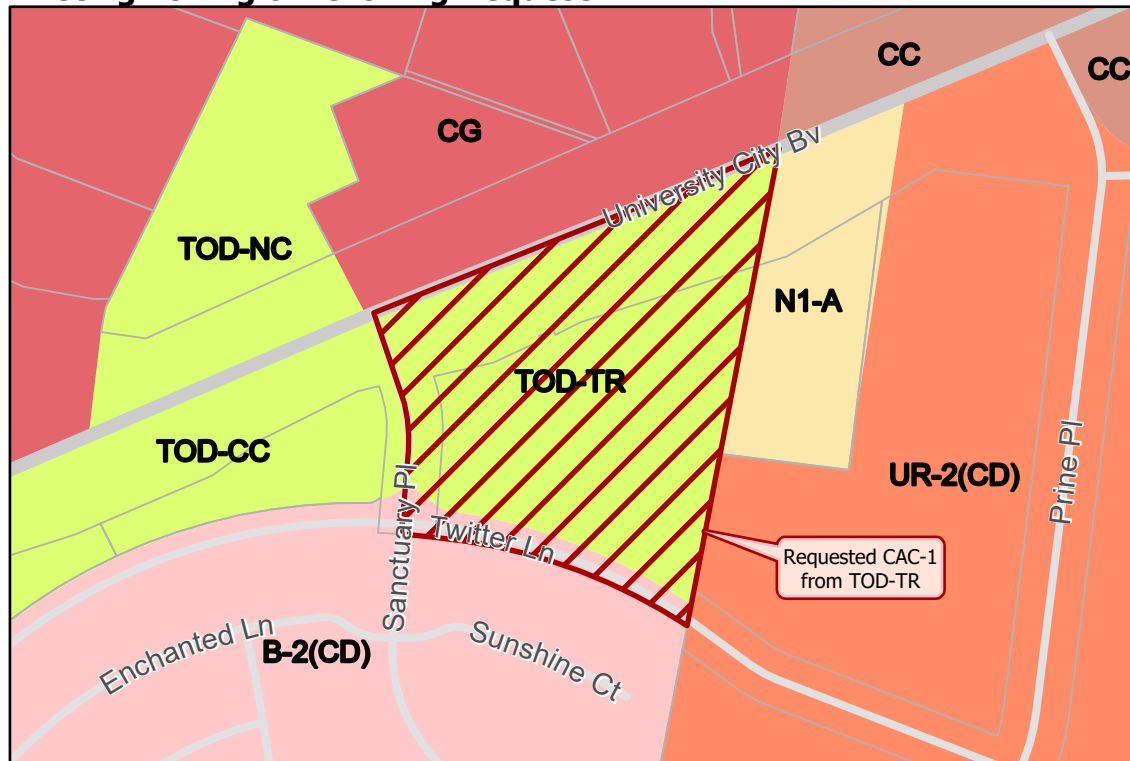 CC
CC
CG
University City Bv
TOD-NC
N1-A
TOD-TR
TOD-CC
UR-2(CD)
Prine Pl
Sanctuary Pl
Twitter Ln
Requested CAC-1
from TOD-TR
Enchanted Ln
B-2(CD)
Sunshine Ct